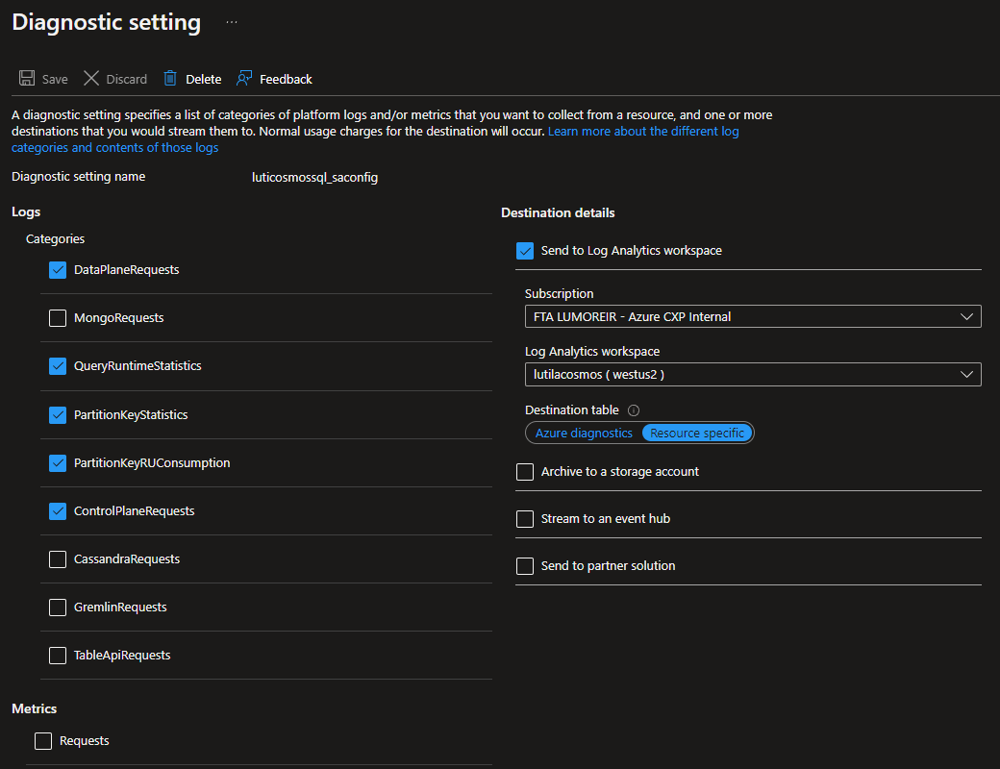 Diagnostic setting ...
Save Discard Delete Feedback
A diagnostic setting specifies a list of categories of platform logs and/or metrics that you want to collect from a resource, and one or more
destinations that you would stream them to. Normal usage charges for the destination will occur. Learn more about the different log
categories and contents of those logs
Diagnostic setting name luticosmossql_saconfig
Logs
Categories
DataPlaneRequests
MongoRequests
QueryRuntimeStatistics
PartitionKeyStatistics
PartitionKeyRUConsumption
ControlPlaneRequests
CassandraRequests
GremlinRequests
TableApiRequests
Metrics
Requests
Destination details
Send to Log Analytics workspace
Subscription
FTA LUMOREIR - Azure CXP Internal
Log Analytics workspace
lutilacosmos ( westus2 )
Destination table
Azure diagnostics Resource specific
Archive to a storage account
Stream to an event hub
Send to partner solution